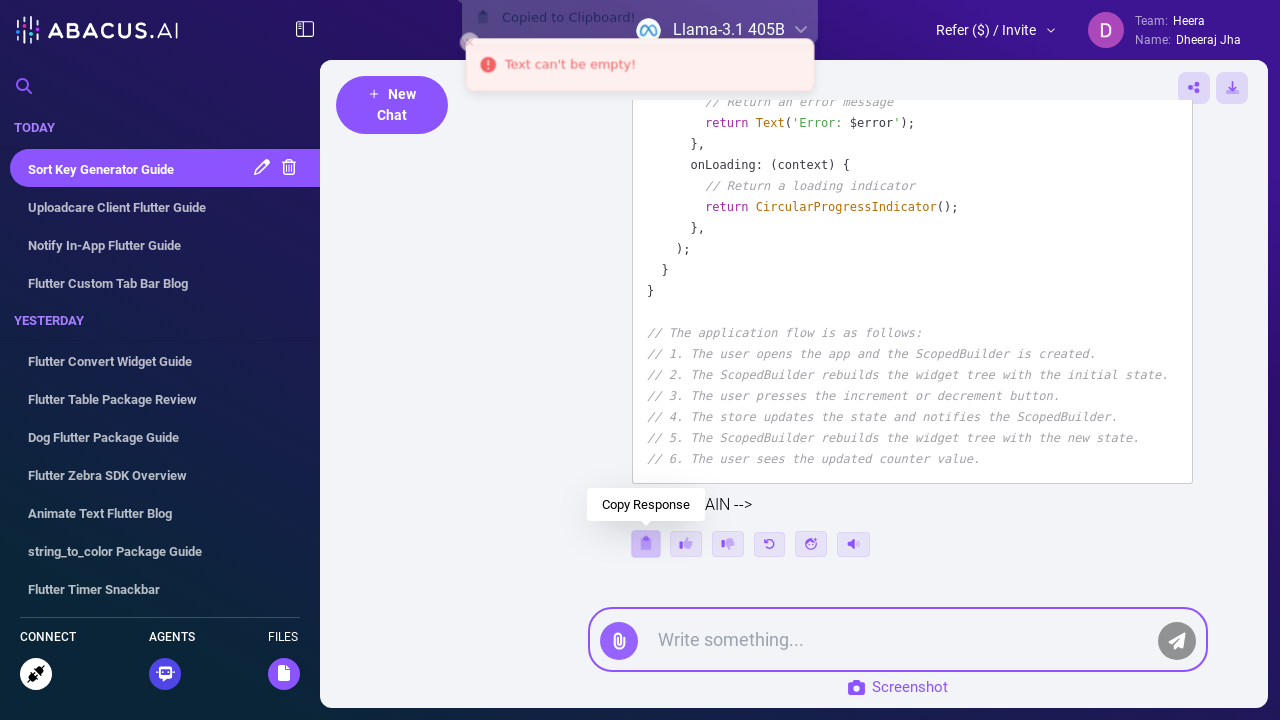 ABACUS.AI
Copied to Clipboard!
Llama-3.1 405B
Refer ($) / Invite
D
Team: Heera
Name: Dheeraj Jha
Text can't be empty!
+ New
Chat
TODAY
Sort Key Generator Guide
Uploadcare Client Flutter Guide
Notify In-App Flutter Guide
Flutter Custom Tab Bar Blog
YESTERDAY
Flutter Convert Widget Guide
Flutter Table Package Review
Dog Flutter Package Guide
Flutter Zebra SDK Overview
Animate Text Flutter Blog
string_to_color Package Guide
Flutter Timer Snackbar
CONNECT
AGENTS
FILES
// Return an error message
return Text('Error: $error');
},
onLoading: (context) {
// Return a loading indicator
return CircularProgressIndicator();
},
);
}
}
// The application flow is as follows:
// 1. The user opens the app and the ScopedBuilder is created.
// 2. The ScopedBuilder rebuilds the widget tree with the initial state.
// 3. The user presses the increment or decrement button.
// 4. The store updates the state and notifies the ScopedBuilder.
// 5. The ScopedBuilder rebuilds the widget tree with the new state.
// 6. The user sees the updated counter value.
Copy Response
AIN -->
Write something...
Screenshot